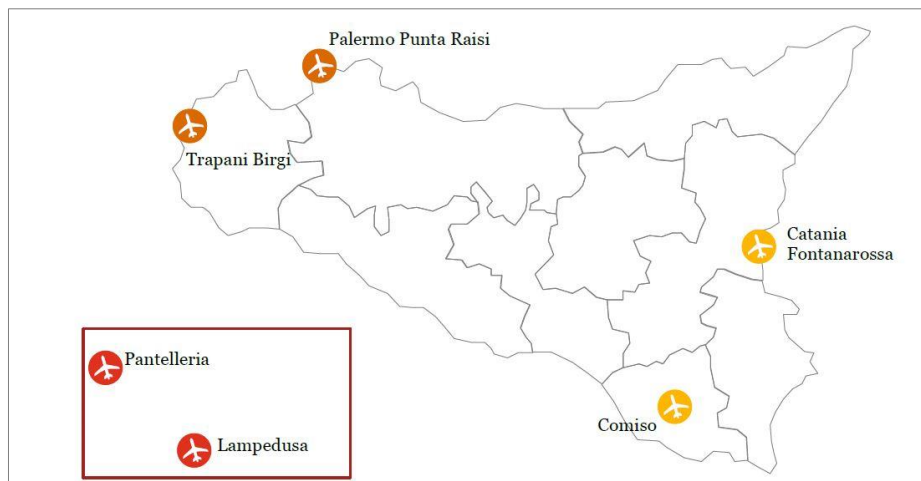 Palermo Punta Raisi
Trapani Birgi
Catania
Fontanarossa
Pantelleria
Comiso
Lampedusa